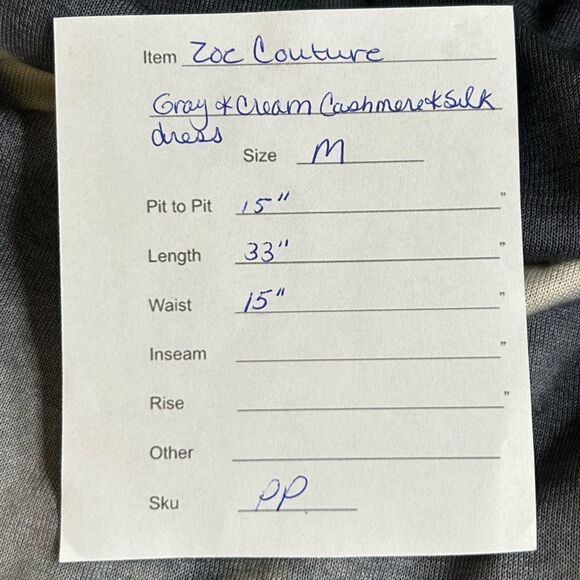 Item Zoe Couture
Gray & Cream Cashmere & Silk
dress
Size M
Pit to Pit 15" "
Length 33" "
Waist 15" "
Inseam "
Rise "
Other
Sku PP